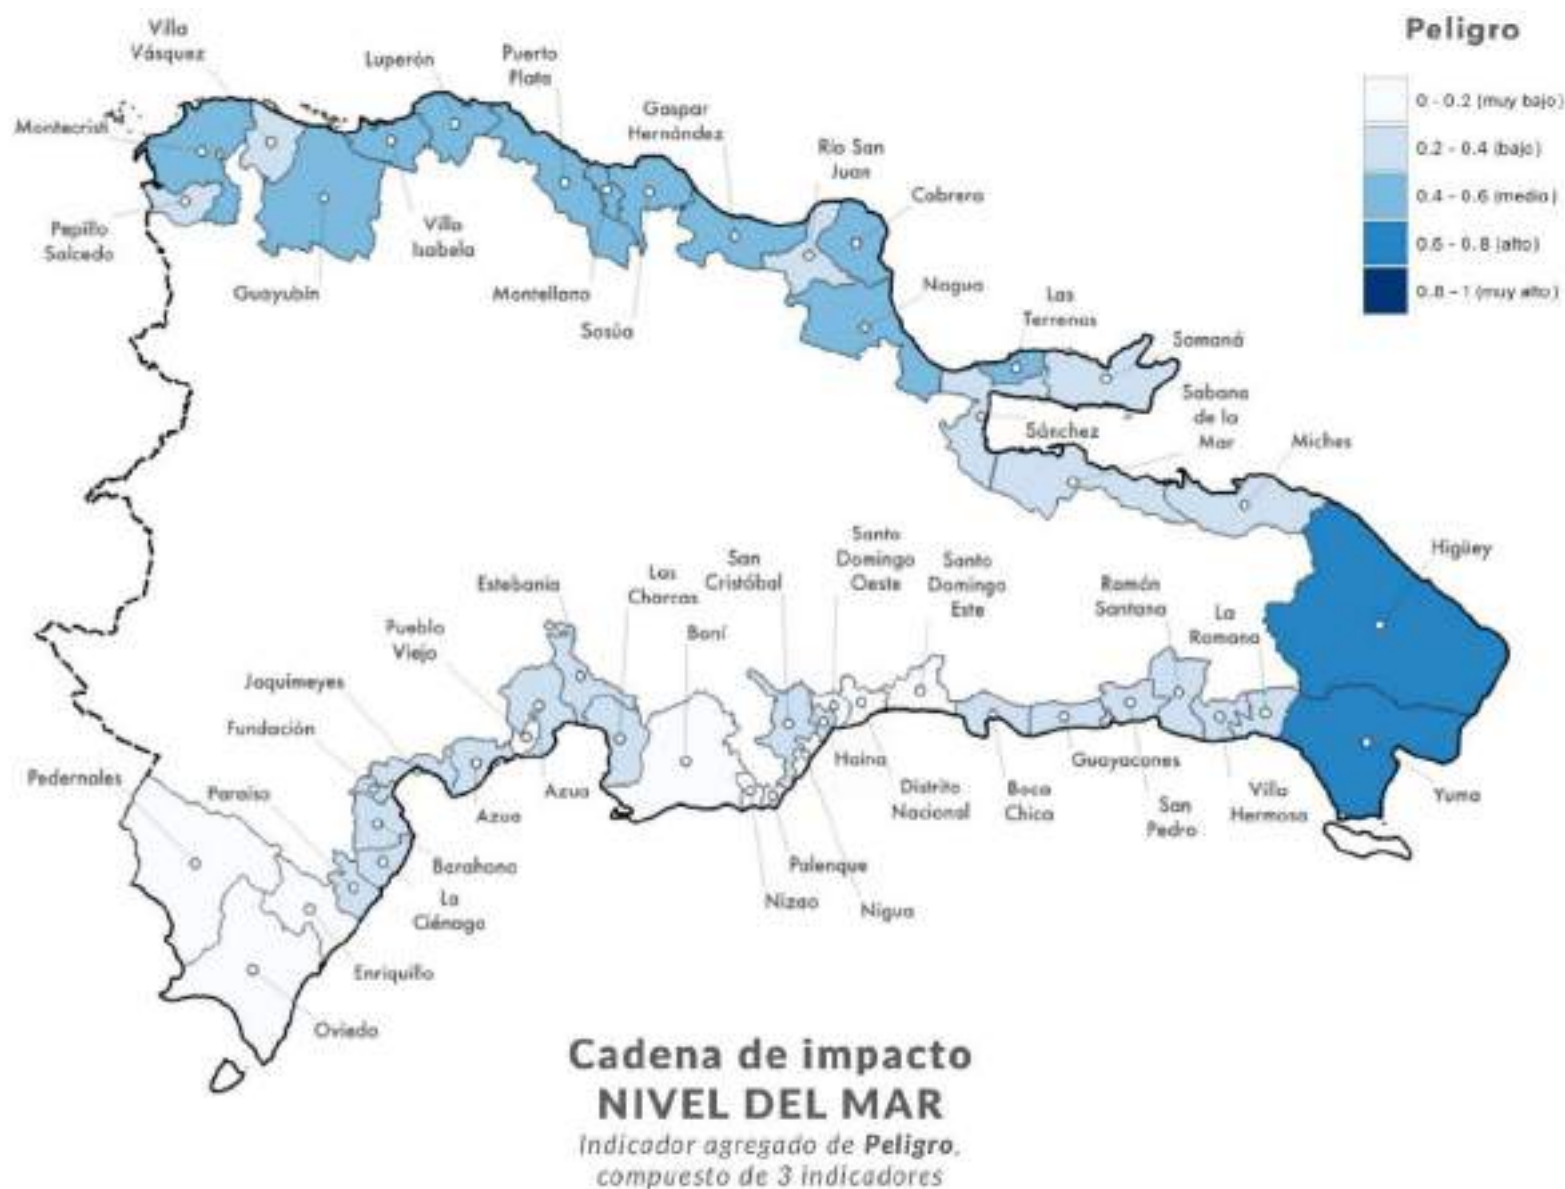 Peligro
0 - 0.2 (muy bajo)
0.2 - 0.4 (bajo)
0.4 - 0.6 (medio)
0.6 - 0.8 (alto)
0.8 - 1 (muy alto)
Villa
Vásquez
Luperón
Puerto
Plata
Gaspar
Hernández
Montecristi
Río San
Juan
Cabrera
Pepillo
Salcedo
Villa
Isabela
Guayubín
Montellano
Sosúa
Nagua
Las
Terrenas
Samaná
Sabana
de la
Mar
Sánchez
Miches
Higüey
Santo
Domingo
Oeste
Santo
Domingo
Este
San
Cristóbal
Las
Charcas
Estebanía
Baní
Ramón
Santana
La
Romana
Pueblo
Viejo
Jaquimeyes
Fundación
Pedernales
Paraíso
Azua
Azua
Haina
Distrito
Nacional
Boca
Chica
Guayacanes
San
Pedro
Villa
Hermosa
Yuma
Barahona
La
Ciénaga
Palenque
Nizao
Nigua
Enriquillo
Oviedo
Cadena de impacto
NIVEL DEL MAR
Indicador agregado de Peligro,
compuesto de 3 indicadores